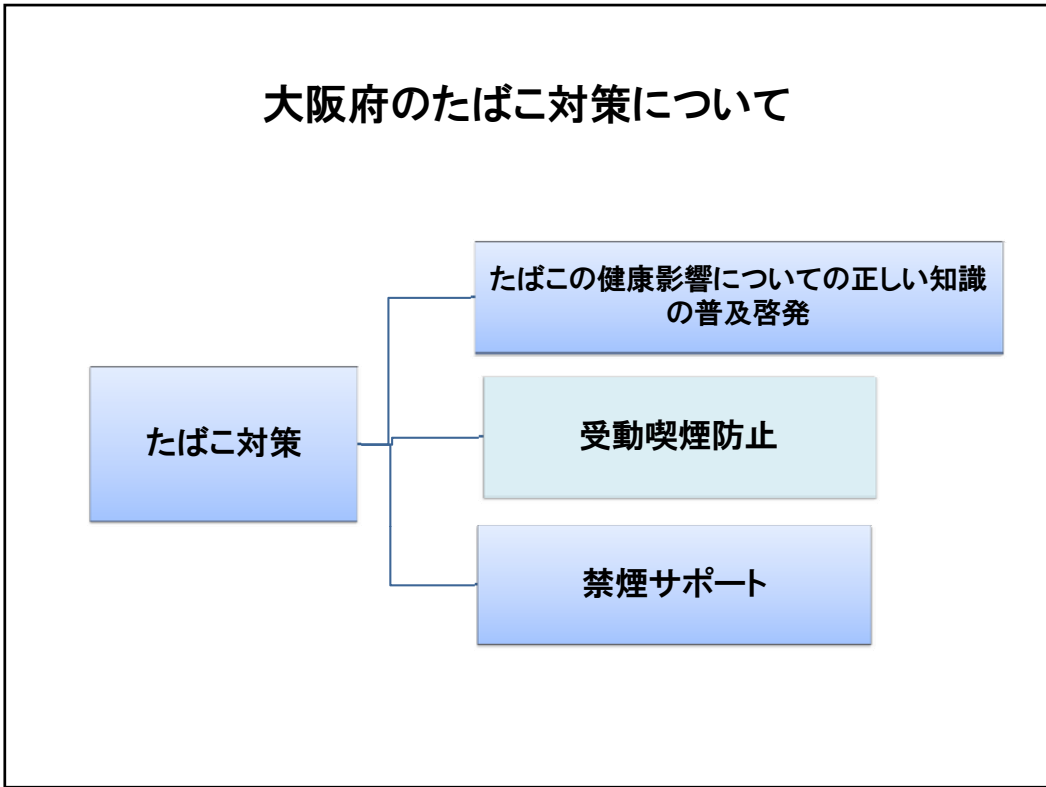 大阪府のたばこ対策について
たばこの健康影響についての正しい知識
の普及啓発
たばこ対策
受動喫煙防止
禁煙サポート